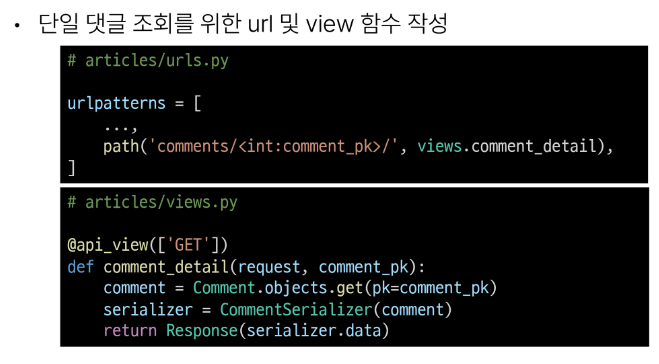 • 단일 댓글 조회를 위한 url 및 view 함수 작성
# articles/urls.py
urlpatterns = [
    ...,
    path('comments/<int:comment_pk>/', views.comment_detail),
]
# articles/views.py
@api_view(['GET'])
def comment_detail(request, comment_pk):
    comment = Comment.objects.get(pk=comment_pk)
    serializer = CommentSerializer(comment)
    return Response(serializer.data)